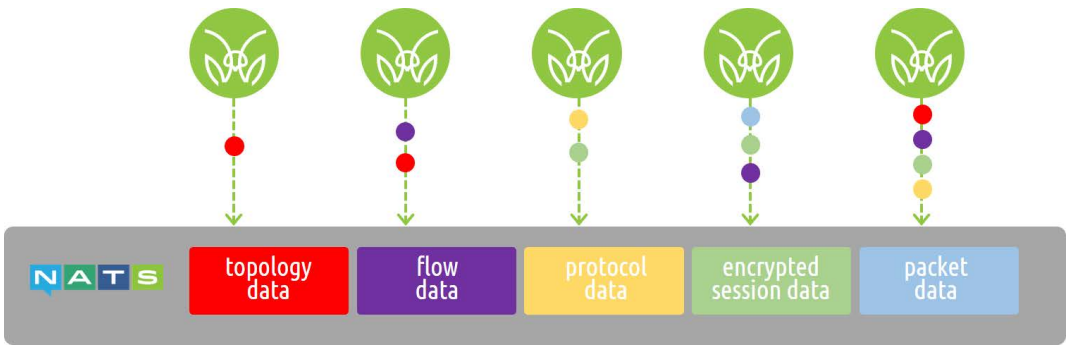 NATS
topology
data
flow
data
protocol
data
encrypted
session data
packet
data